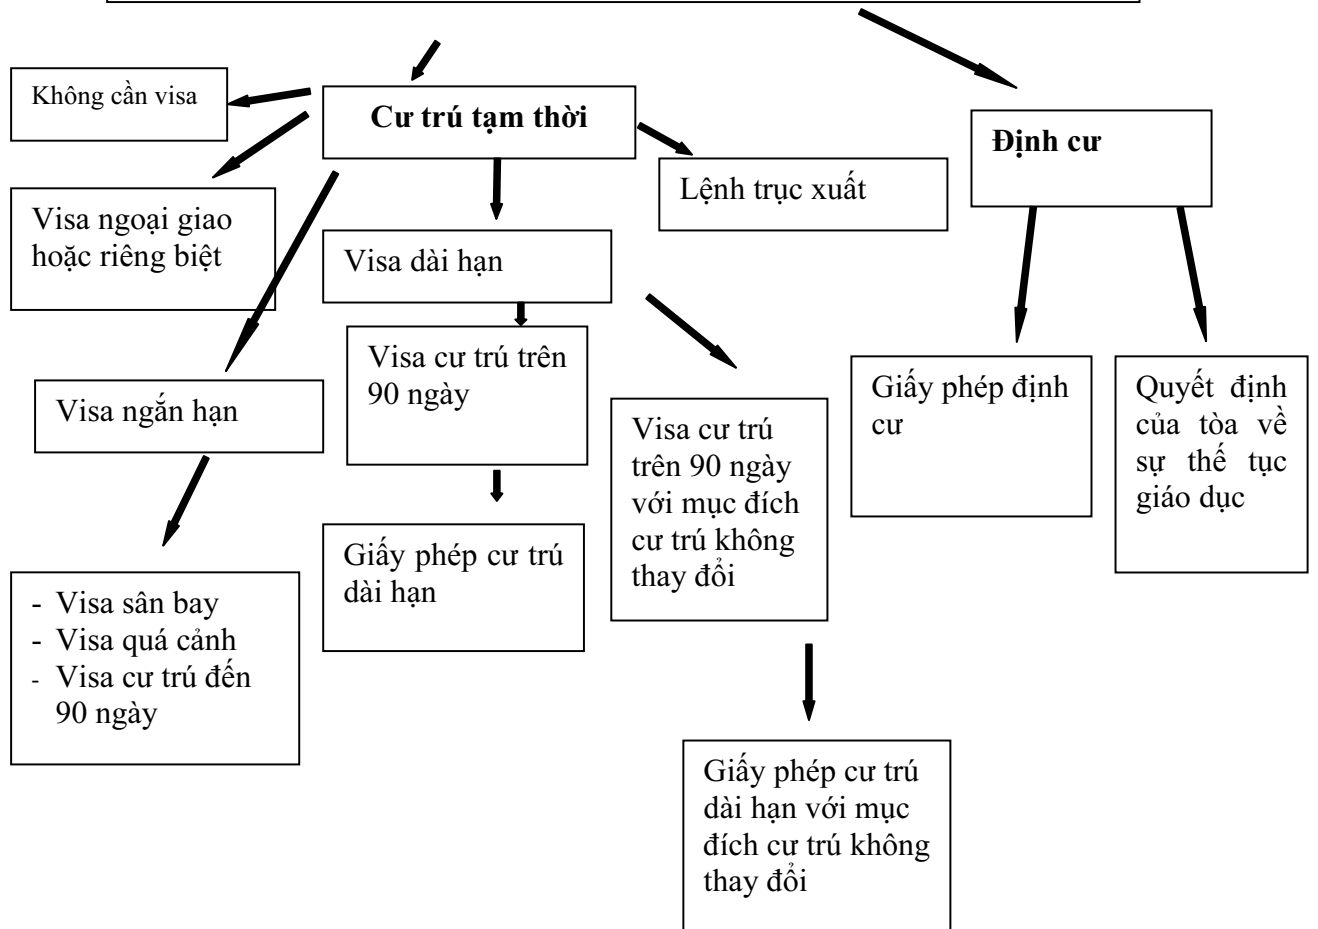 Không cần visa
Cư trú tạm thời
Định cư
Lệnh trục xuất
Visa ngoại giao
hoặc riêng biệt
Visa dài hạn
Visa cư trú trên
90 ngày
Visa ngắn hạn
Visa cư trú
trên 90 ngày
với mục đích
cư trú không
thay đổi
Giấy phép định
cư
Quyết định
của tòa về
sự thế tục
giáo dục
Giấy phép cư trú
dài hạn
- Visa sân bay
- Visa quá cảnh
- Visa cư trú đến
90 ngày
Giấy phép cư trú
dài hạn với mục
đích cư trú không
thay đổi